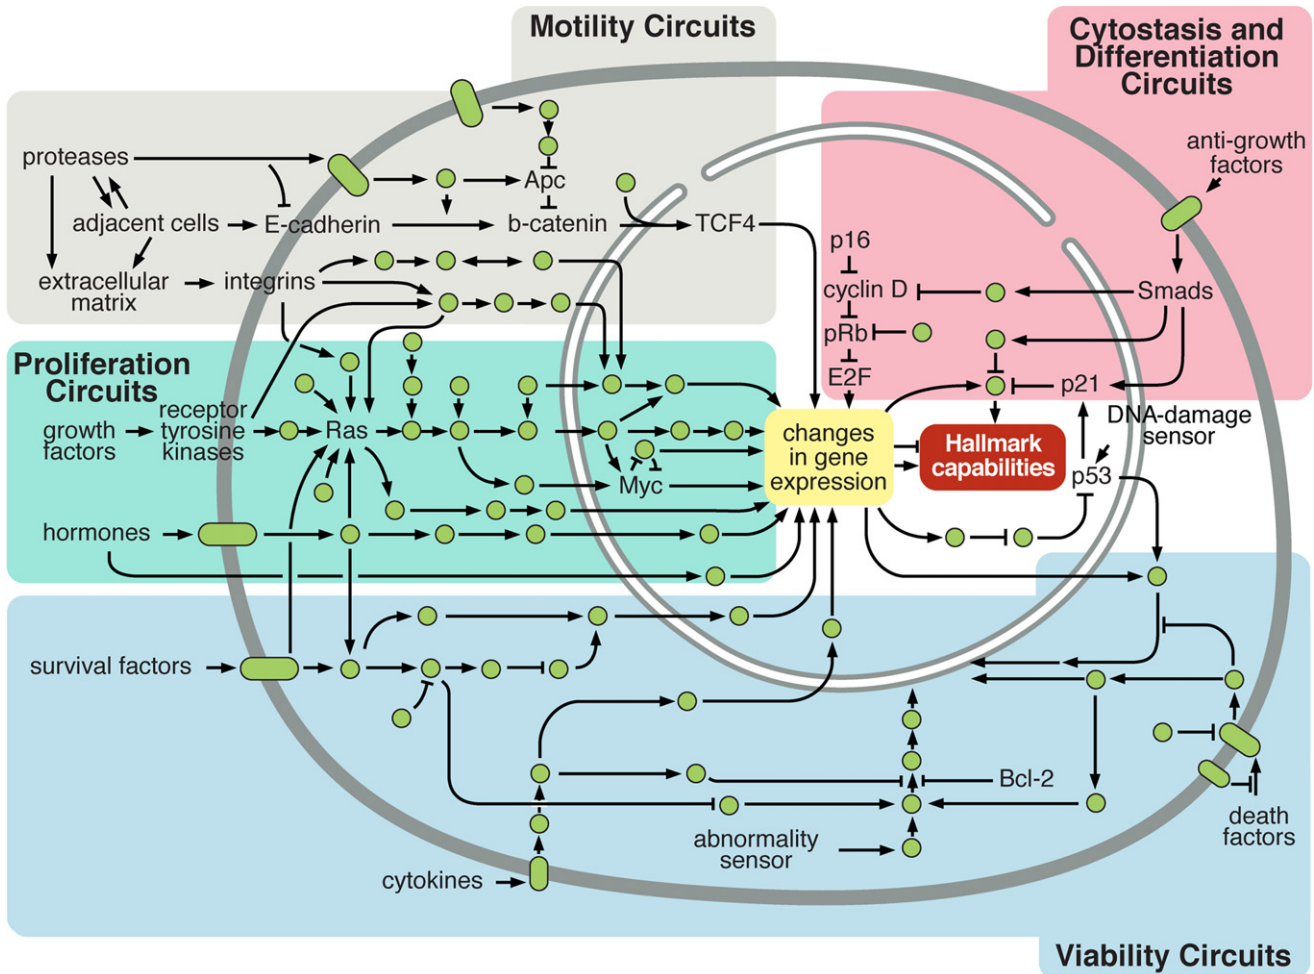 Motility Circuits
Cytostasis and
Differentiation
Circuits
proteases
adjacent cells
extracellular
matrix
E-cadherin
integrins
Apc
b-catenin
TCF4
anti-growth
factors
p16
cyclin D
pRb
E2F
Smads
p21
DNA-damage
sensor
p53
Proliferation
Circuits
growth
factors
receptor
tyrosine
kinases
Ras
Myc
hormones
changes
in gene
expression
Hallmark
capabilities
survival factors
cytokines
abnormality
sensor
Bcl-2
death
factors
Viability Circuits